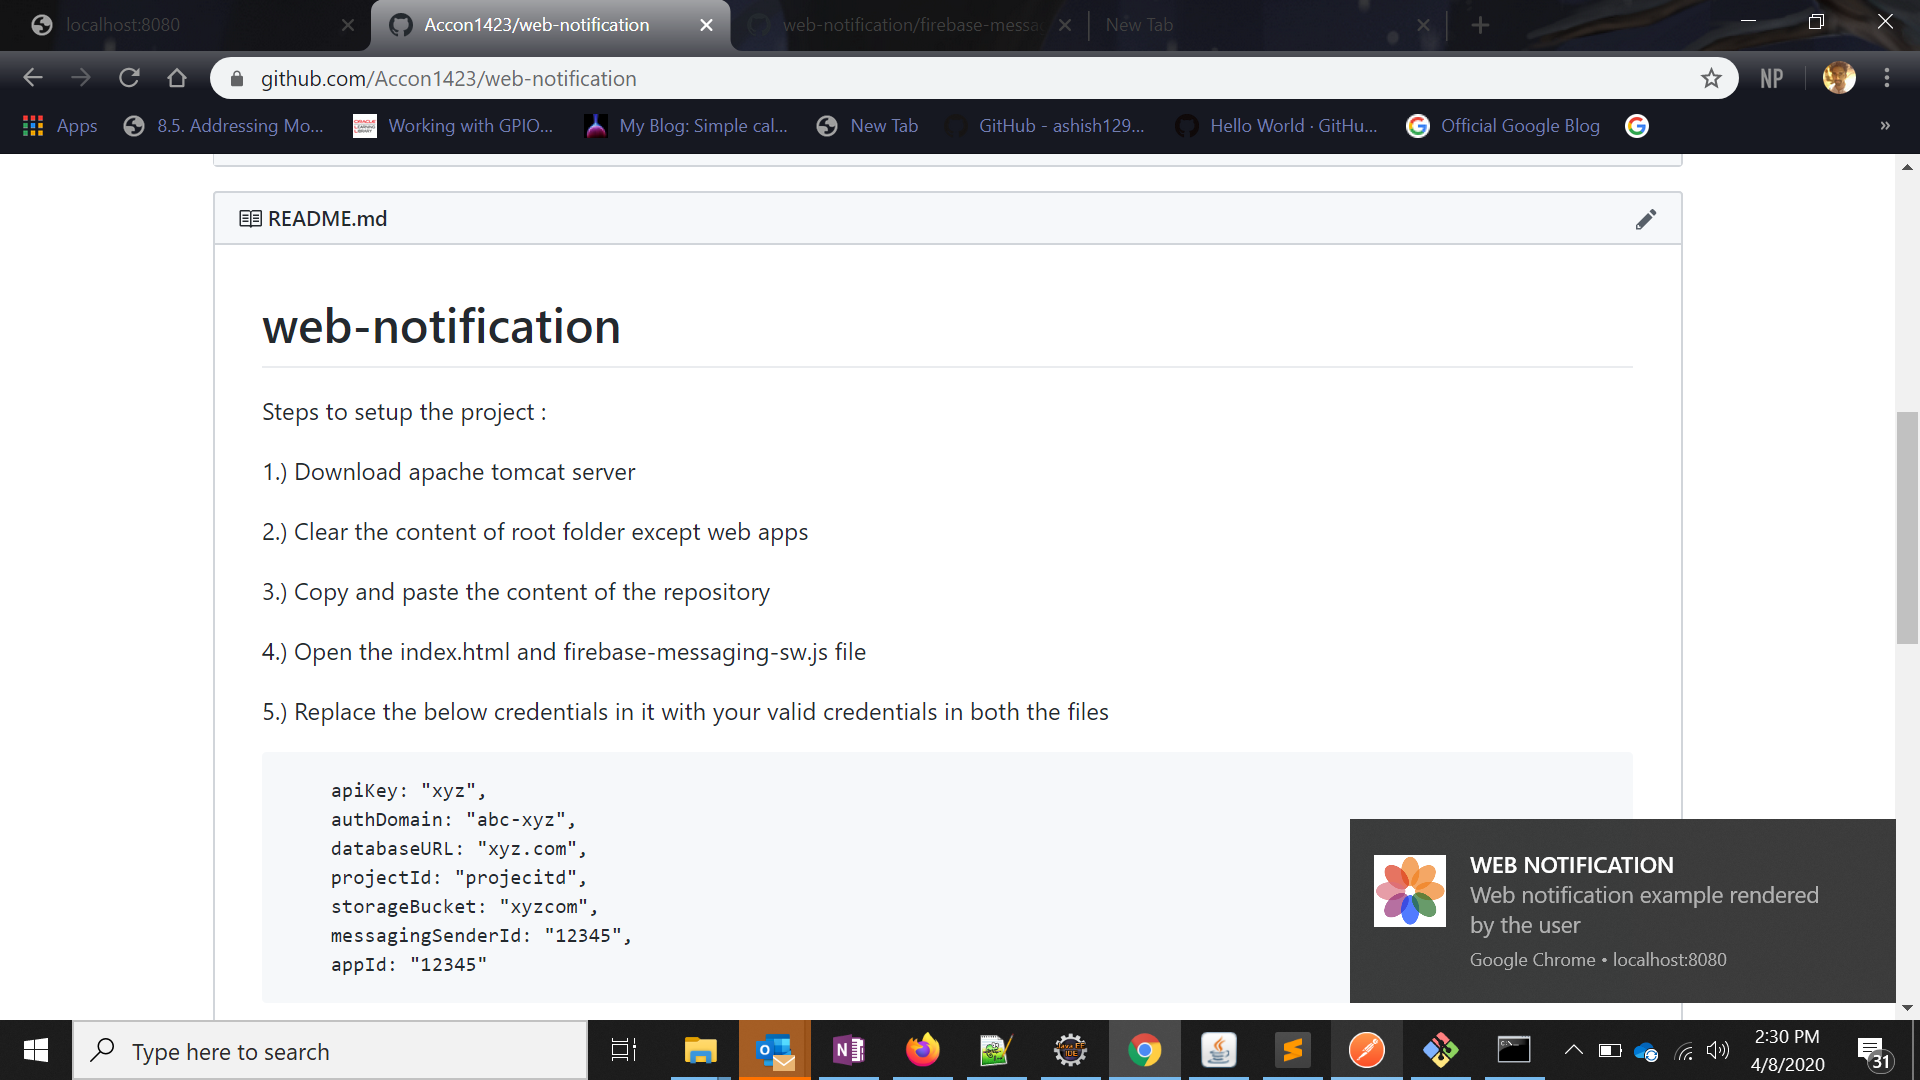 localhost:8080
Accon1423/web-notification
web-notification/firebase-messa
New Tab
github.com/Accon1423/web-notification
NP
Apps
8.5. Addressing Mo...
Working with GPIO...
My Blog: Simple cal...
New Tab
GitHub - ashish129...
Hello World · GitHu...
Official Google Blog
»
README.md
web-notification
Steps to setup the project :
1.) Download apache tomcat server
2.) Clear the content of root folder except web apps
3.) Copy and paste the content of the repository
4.) Open the index.html and firebase-messaging-sw.js file
5.) Replace the below credentials in it with your valid credentials in both the files
apiKey: "xyz",
authDomain: "abc-xyz",
databaseURL: "xyz.com",
projectId: "projecitd",
storageBucket: "xyzcom",
messagingSenderId: "12345",
appId: "12345"
WEB NOTIFICATION
Web notification example rendered
by the user
Google Chrome • localhost:8080
Type here to search
2:30 PM
4/8/2020
31